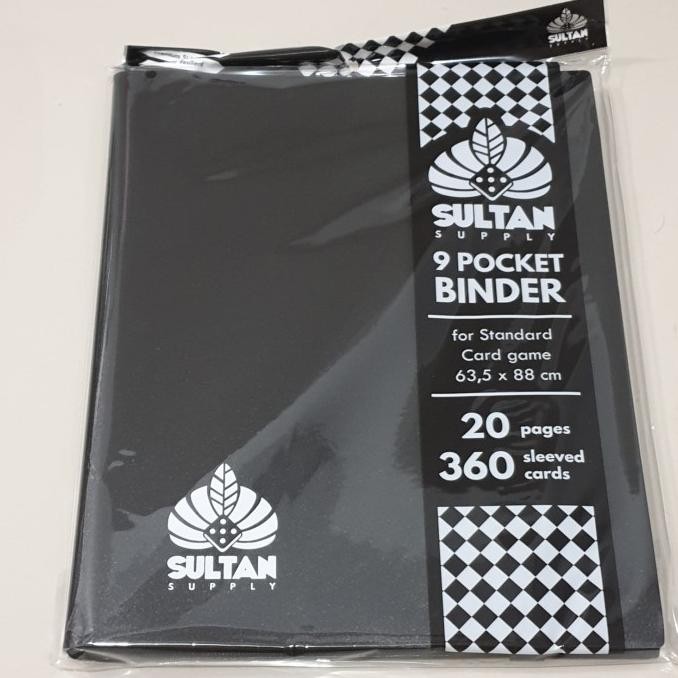 SULTAN
SUPPLY
SULTAN
SUPPLY
9 POCKET
BINDER
for Standard
Card game
63,5 x 88 cm
20 pages
360 sleeved
cards
SULTAN
SUPPLY